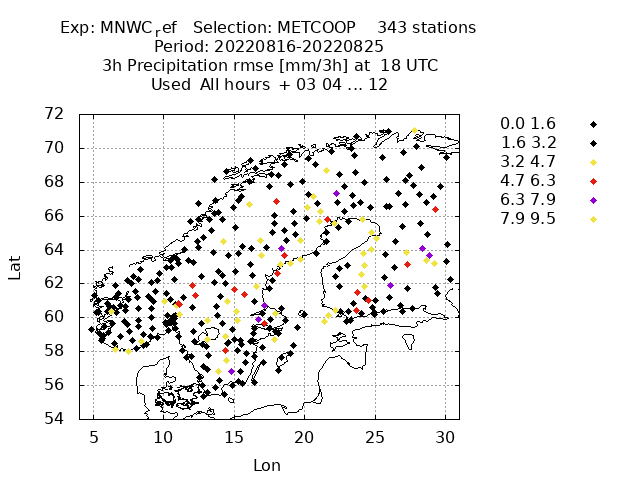 Exp: MNWC_ref   Selection: METCOOP    343 stations
Period: 20220816-20220825
3h Precipitation rmse [mm/3h] at  18 UTC
Used  All hours  + 03 04 ... 12
72
70
68
66
64
62
60
58
56
54
Lat
5 10 15 20 25 30
Lon
0.0 1.6
1.6 3.2
3.2 4.7
4.7 6.3
6.3 7.9
7.9 9.5